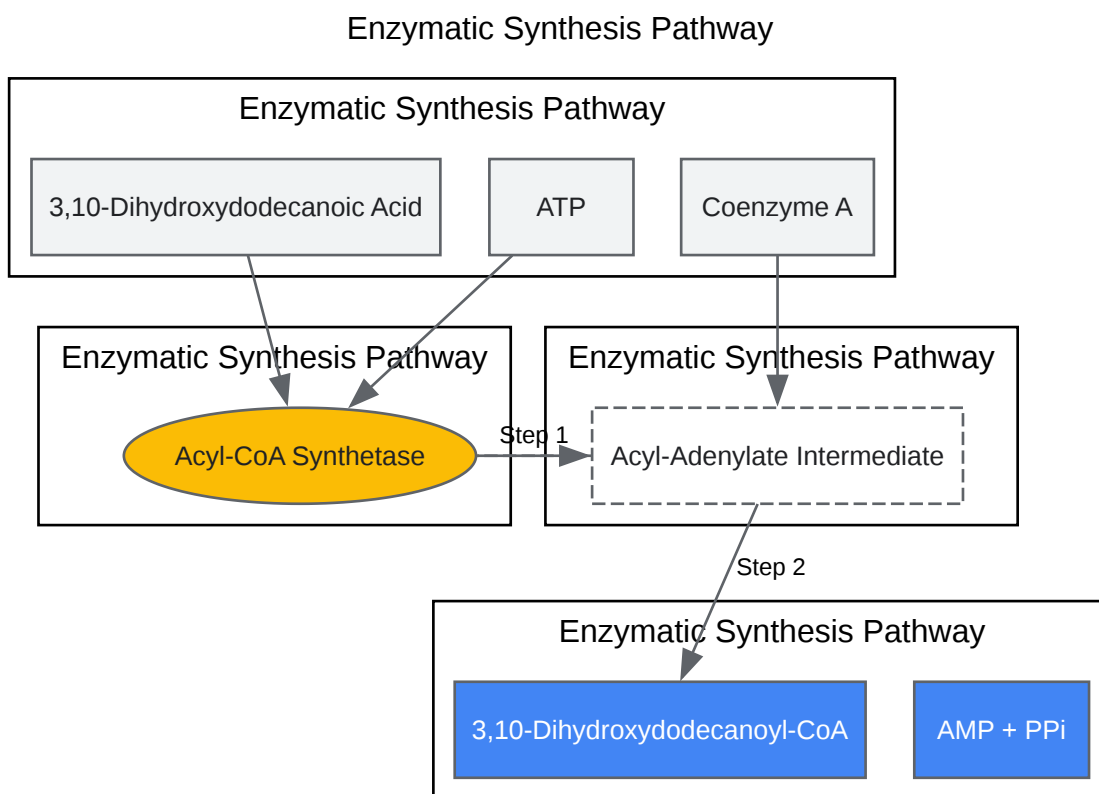 Enzymatic Synthesis Pathway
Enzymatic Synthesis Pathway
3,10-Dihydroxydodecanoic Acid
ATP
Coenzyme A
Enzymatic Synthesis Pathway
Enzymatic Synthesis Pathway
Acyl-CoA Synthetase
Step 1
Acyl-Adenylate Intermediate
Step 2
Enzymatic Synthesis Pathway
3,10-Dihydroxydodecanoyl-CoA
AMP + PPi